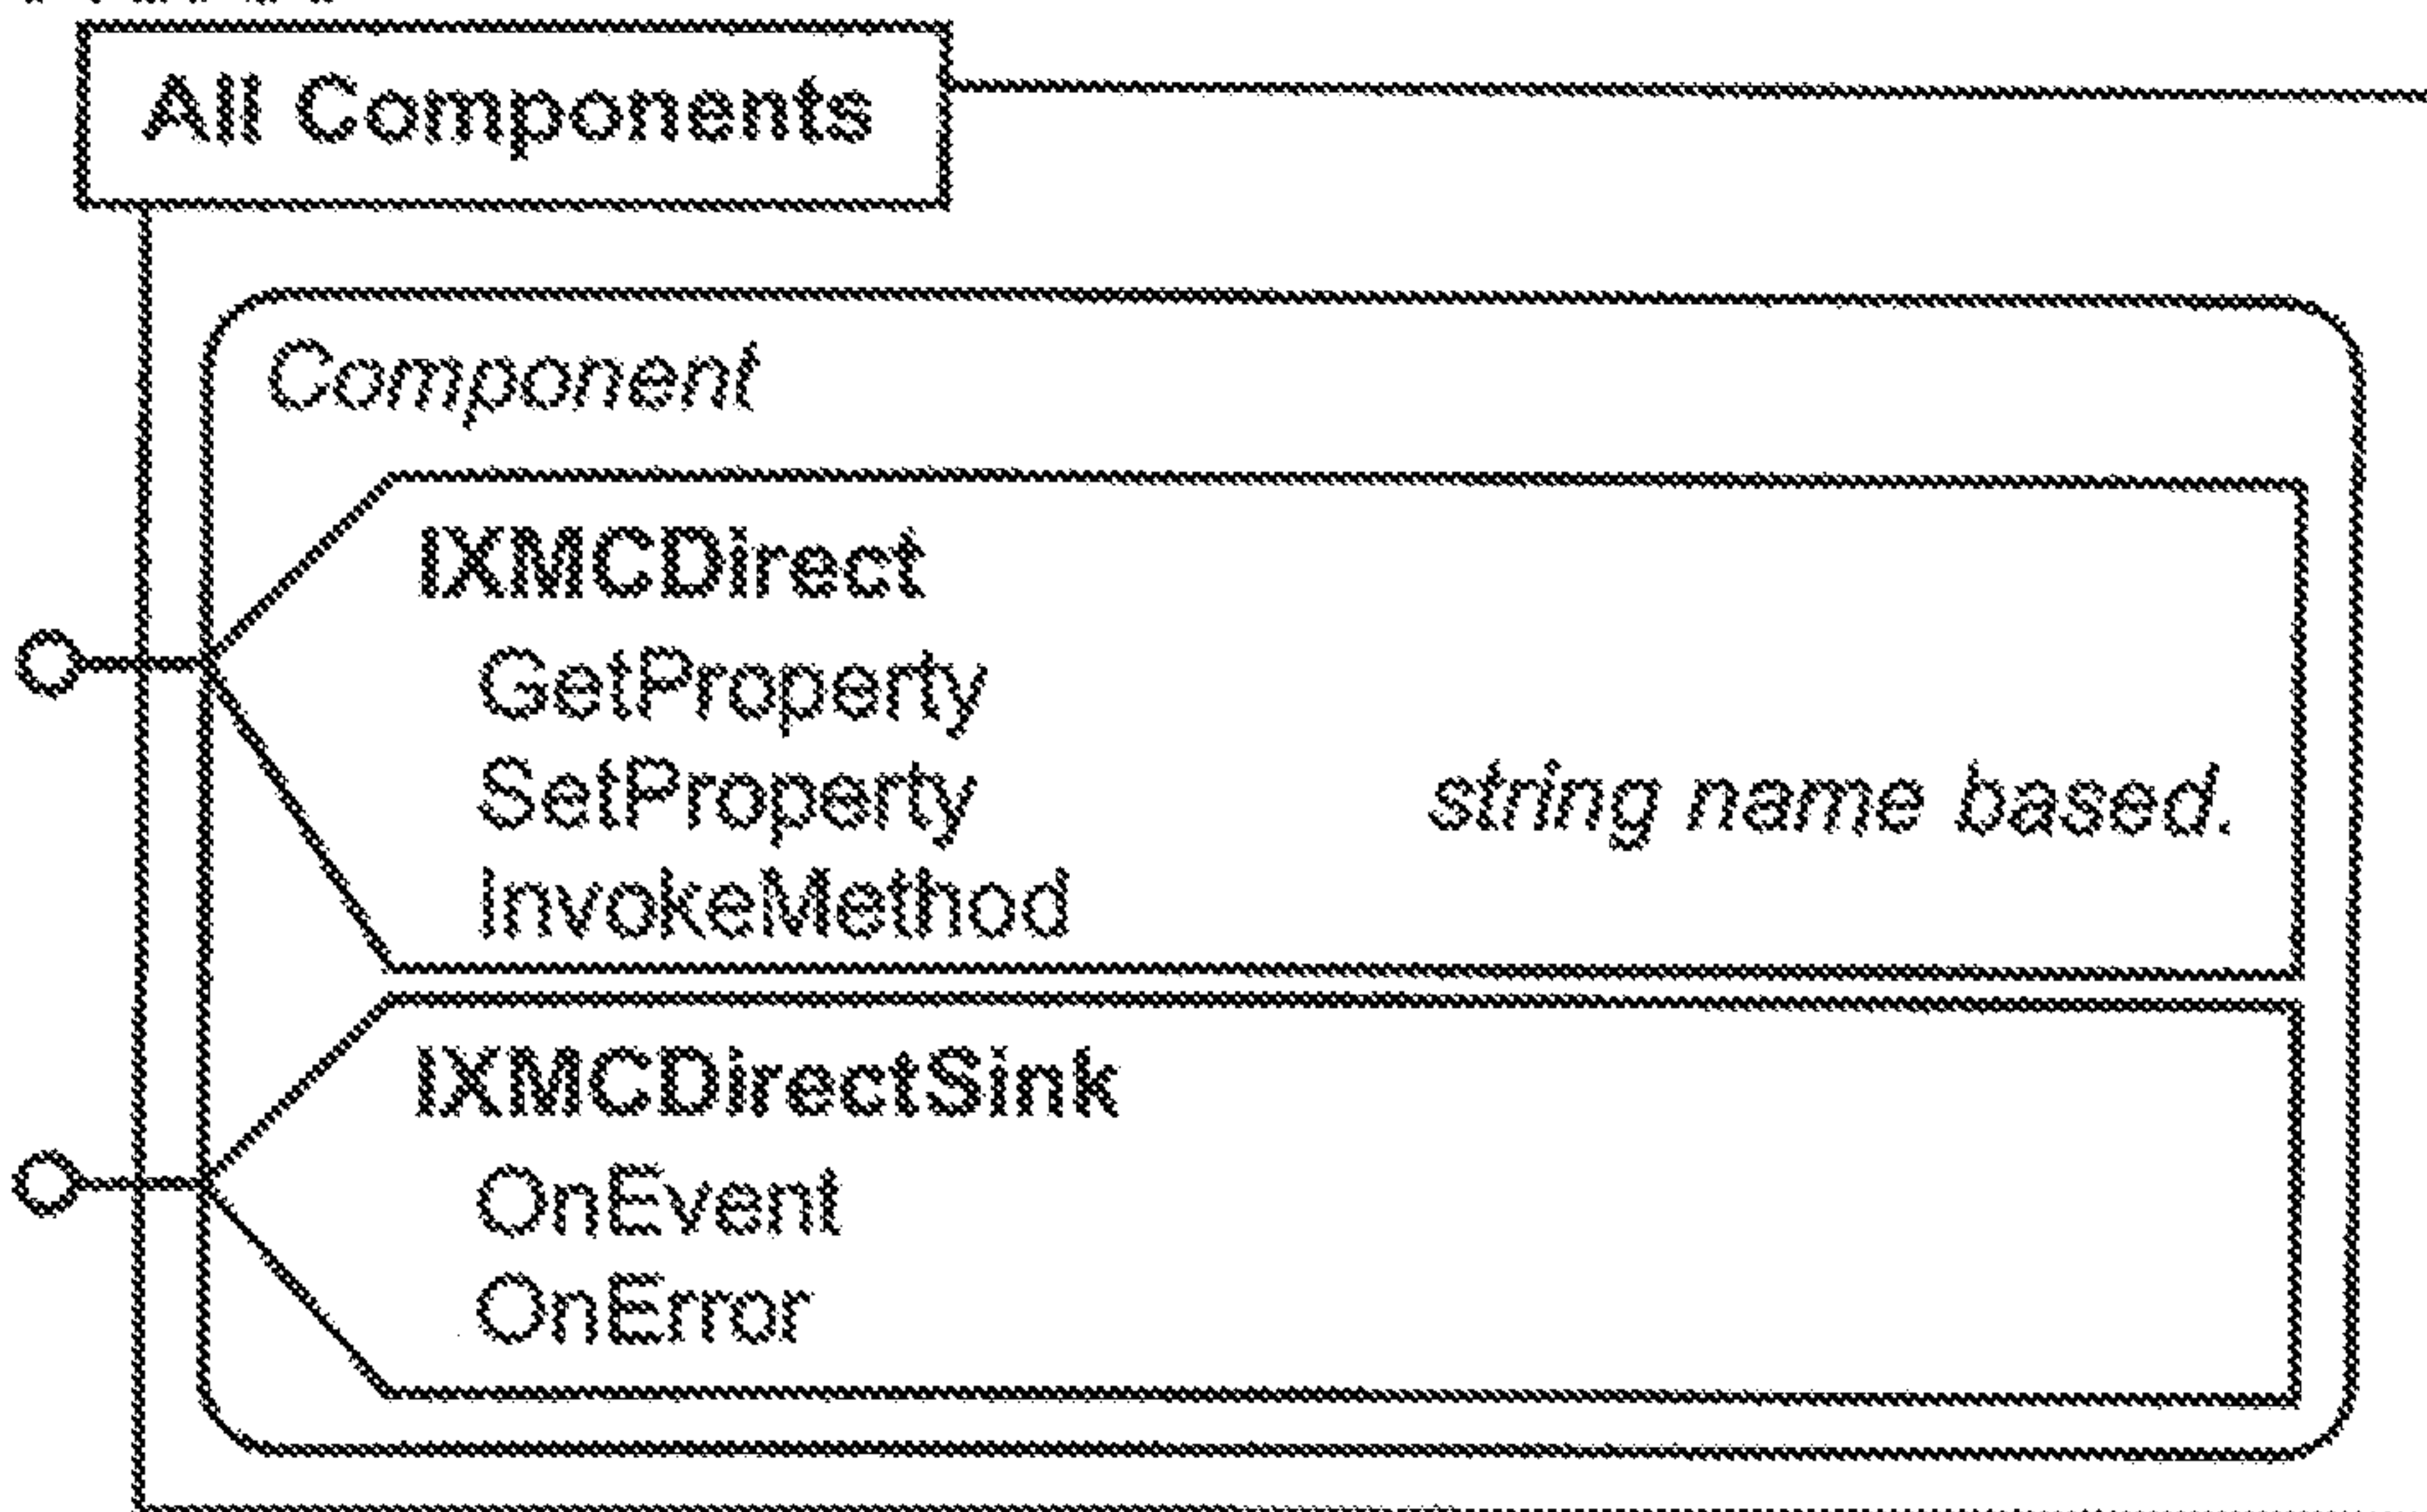 All Components
Component
IXMCDirect
GetProperty
SetProperty string name based.
InvokeMethod
IXMCDirectSink
OnEvent
OnError